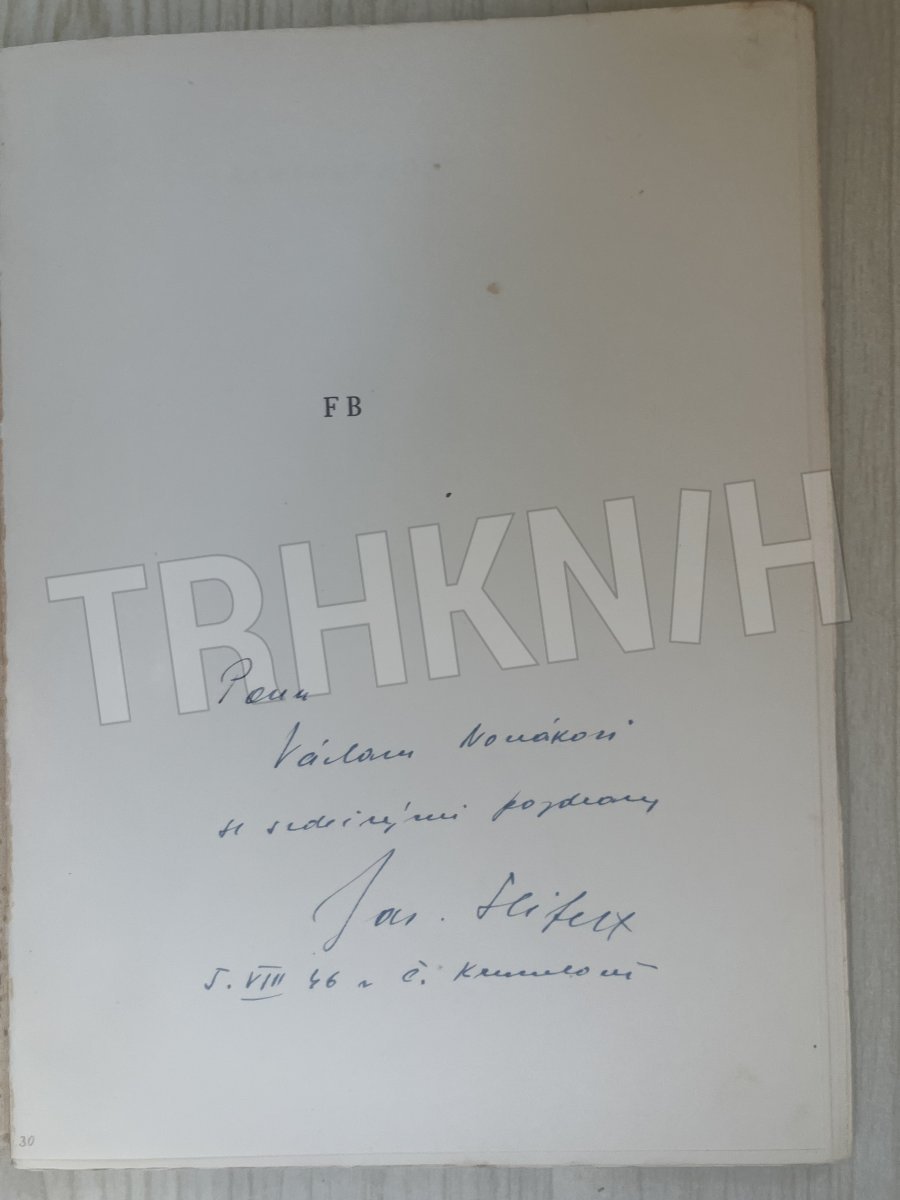 FB
TRHKNIH
Panu
Václavu Novákovi
se srdečnými pozdravy
Jar. Seifert
5. VIII 46 v Č. Krumlově
30